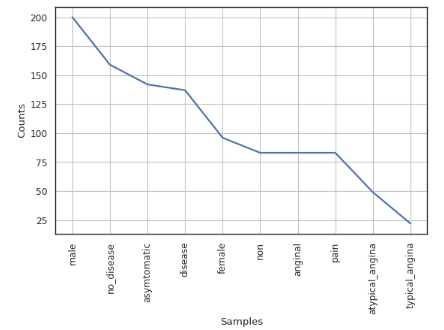 200
175
150
125
100
75
50
25
Counts
male
no_disease
asymtomatic
disease
female
non
anginal
pain
atypical_angina
typical_angina
Samples